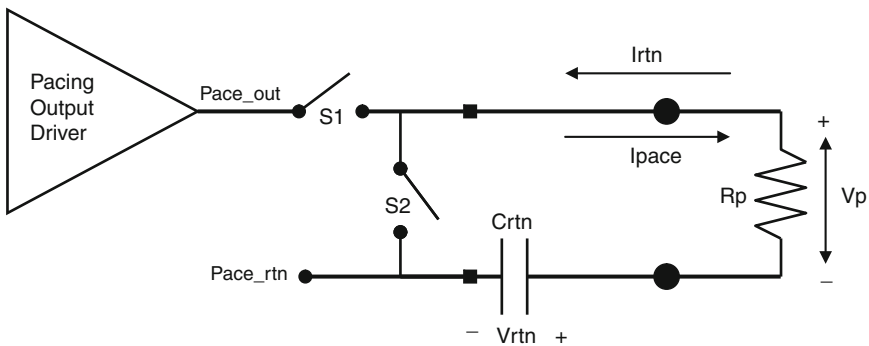 Pacing
Output
Driver
Pace_out
S1
Irtn
Ipace
S2
Rp
+
Vp
−
Crtn
Pace_rtn
− Vrtn +